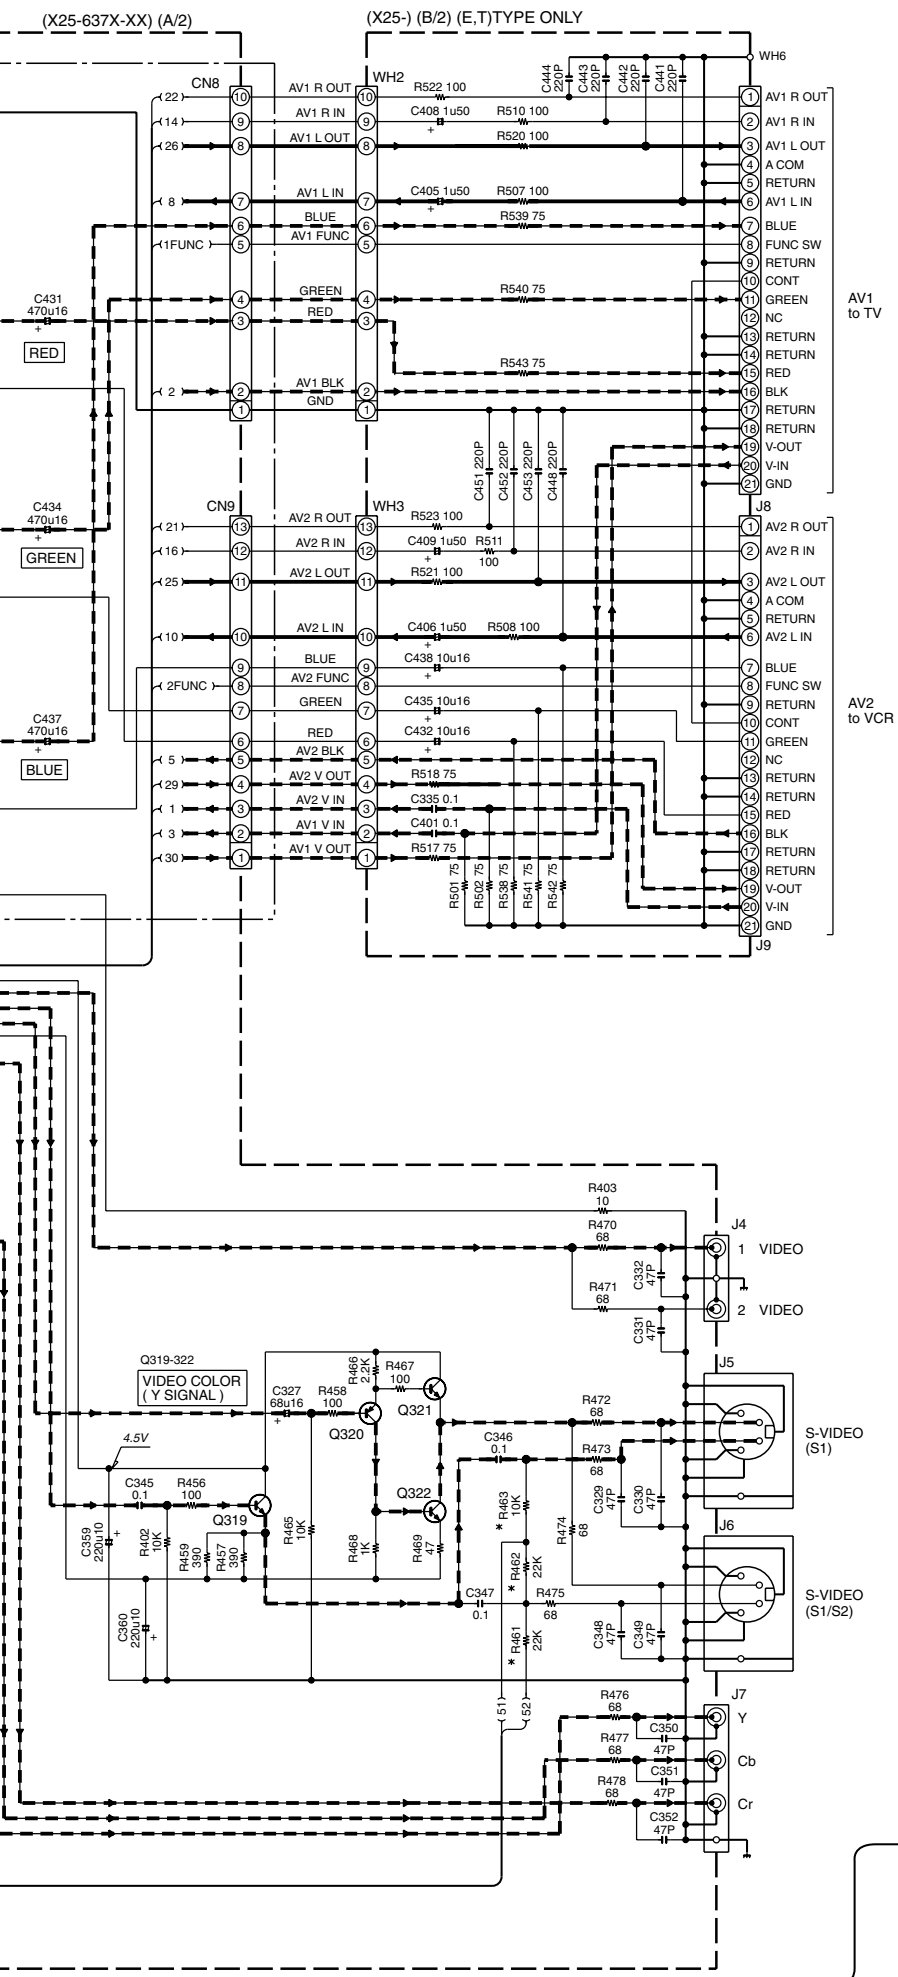 (X25-637X-XX) (A/2)
(X25-) (B/2) (E,T)TYPE ONLY
WH6
C444 220P
C443 220P
C442 220P
C441 220P
CN8
WH2
22 10 AV1 R OUT 10 R522 100 1 AV1 R OUT
14 9 AV1 R IN 9 C408 1u50 + R510 100 2 AV1 R IN
26 8 AV1 L OUT 8 R520 100 3 AV1 L OUT
4 A COM
5 RETURN
8 7 AV1 L IN 7 C405 1u50 + R507 100 6 AV1 L IN
6 BLUE 6 R539 75 7 BLUE
1FUNC 5 AV1 FUNC 5 8 FUNC SW
9 RETURN
10 CONT
4 GREEN 4 R540 75 11 GREEN
C431
470u16
+
RED
3 RED 3 12 NC
13 RETURN
14 RETURN
R543 75 15 RED
2 2 AV1 BLK 2 16 BLK
1 GND 1 17 RETURN
18 RETURN
19 V-OUT
20 V-IN
21 GND
AV1
to TV
J8
C451 220P
C452 220P
C453 220P
C448 220P
C434
470u16
+
GREEN
CN9
WH3
21 13 AV2 R OUT 13 R523 100 1 AV2 R OUT
16 12 AV2 R IN 12 C409 1u50 + R511 100 2 AV2 R IN
25 11 AV2 L OUT 11 R521 100 3 AV2 L OUT
4 A COM
5 RETURN
10 10 AV2 L IN 10 C406 1u50 + R508 100 6 AV2 L IN
9 BLUE 9 C438 10u16 + 7 BLUE
2FUNC 8 AV2 FUNC 8 8 FUNC SW
9 RETURN
7 GREEN 7 C435 10u16 + 10 CONT
6 RED 6 C432 10u16 + 11 GREEN
5 5 AV2 BLK 5 12 NC
13 RETURN
29 4 AV2 V OUT 4 R518 75 14 RETURN
1 3 AV2 V IN 3 C335 0.1 15 RED
3 2 AV1 V IN 2 C401 0.1 16 BLK
30 1 AV1 V OUT 1 R517 75 17 RETURN
18 RETURN
19 V-OUT
20 V-IN
21 GND
AV2
to VCR
J9
C437
470u16
+
BLUE
R501 75
R502 75
R538 75
R541 75
R542 75
R403
10
R470
68
J4
1 VIDEO
C332
47P
R471
68
2 VIDEO
C331
47P
Q319-322
VIDEO COLOR
( Y SIGNAL )
C327
68u16
+
R458
100
R466
2.2K
R467
100
Q320
Q321
J5
R472
68
S-VIDEO
(S1)
4.5V
C346
0.1
R473
68
C345
0.1
R456
100
Q319
Q322
C359
220u10
+
R402
10K
R459
390
R457
390
R465
10K
R468
1K
R469
47
* R463
10K
R474
68
C329
47P
C330
47P
J6
* R462
22K
C347
0.1
R475
68
S-VIDEO
(S1/S2)
C360
220u10
+
* R461
22K
C348
47P
C349
47P
51
52
R476
68
J7
Y
C350
47P
R477
68
Cb
C351
47P
R478
68
Cr
C352
47P